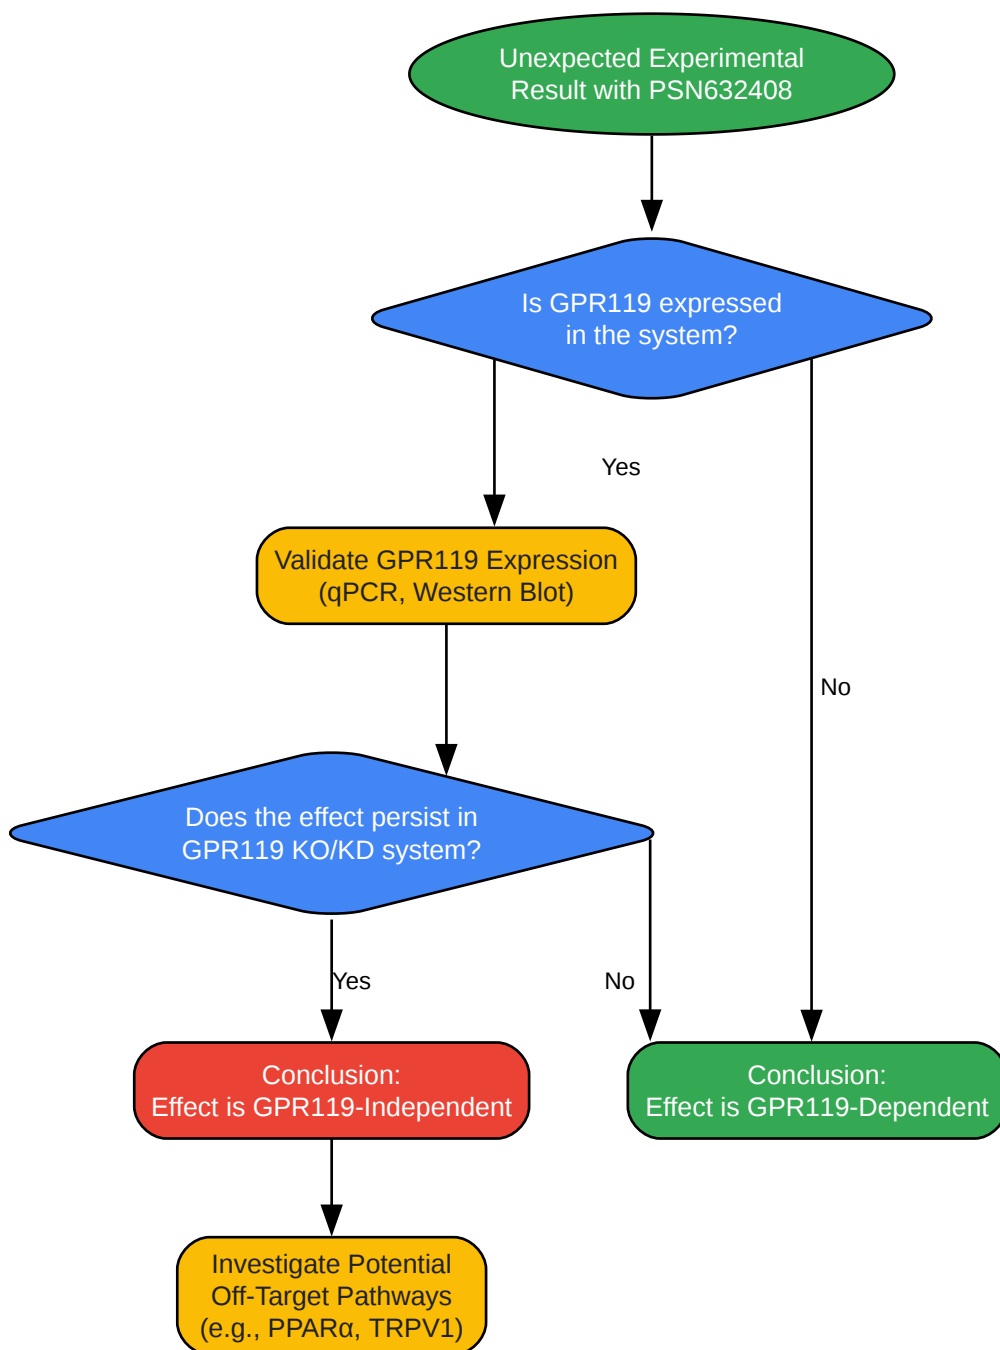 Unexpected Experimental
Result with PSN632408
Is GPR119 expressed
in the system?
Yes
Validate GPR119 Expression
(qPCR, Western Blot)
No
Does the effect persist in
GPR119 KO/KD system?
Yes
No
Conclusion:
Effect is GPR119-Independent
Conclusion:
Effect is GPR119-Dependent
Investigate Potential
Off-Target Pathways
(e.g., PPARα, TRPV1)